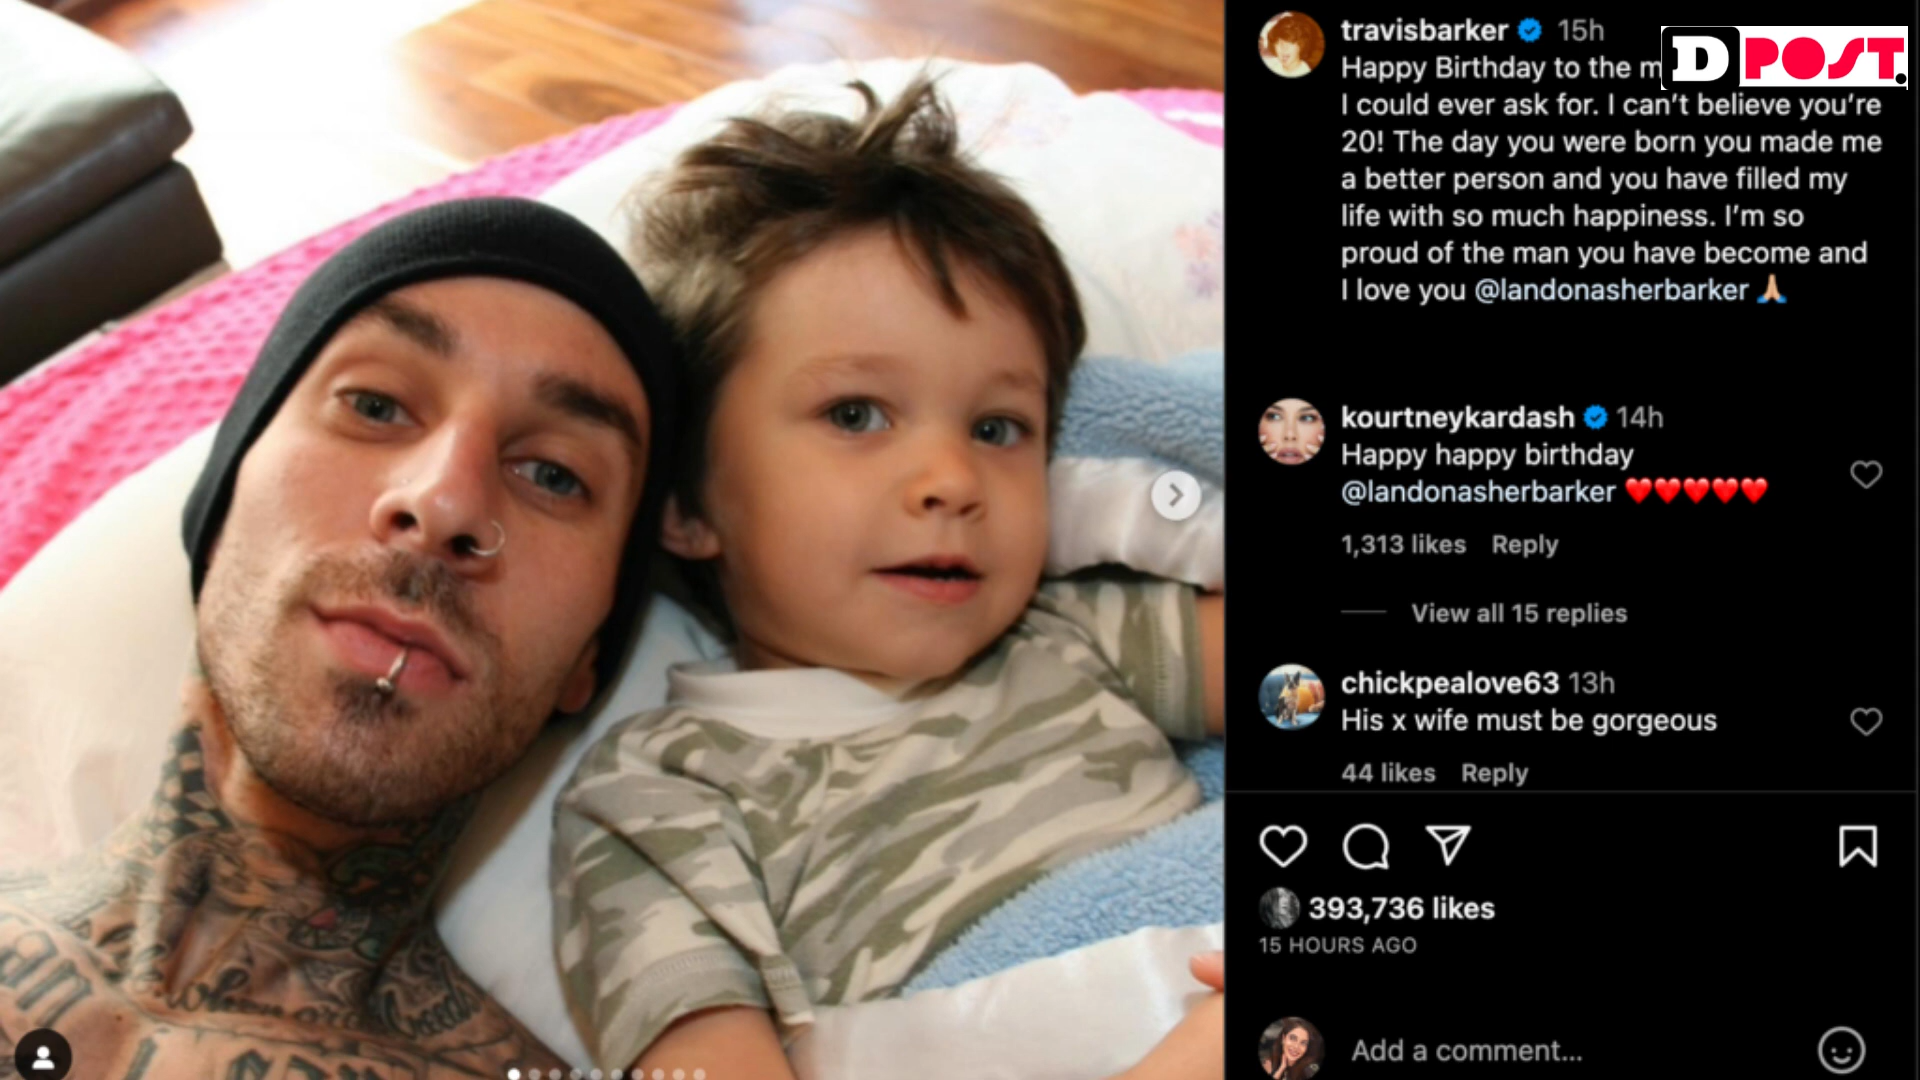 travisbarker 15h
D POST.
Happy Birthday to the m
I could ever ask for. I can't believe you're
20! The day you were born you made me
a better person and you have filled my
life with so much happiness. I'm so
proud of the man you have become and
I love you @landonasherbarker 🙏🏼
kourtneykardash 14h
Happy happy birthday
@landonasherbarker ❤️❤️❤️❤️❤️
1,313 likes Reply
View all 15 replies
chickpealove63 13h
His x wife must be gorgeous
44 likes Reply
393,736 likes
15 HOURS AGO
Add a comment...